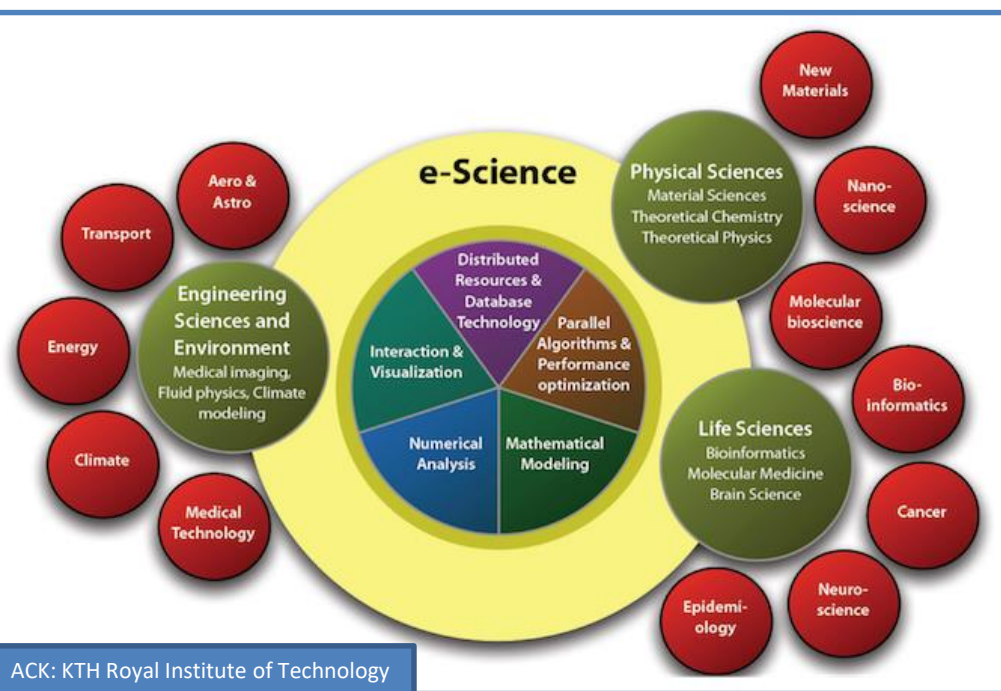 e-Science
Distributed
Resources &
Database
Technology
Parallel
Algorithms &
Performance
optimization
Mathematical
Modeling
Numerical
Analysis
Interaction &
Visualization
Engineering
Sciences and
Environment
Medical imaging,
Fluid physics, Climate
modeling
Aero &
Astro
Transport
Energy
Climate
Medical
Technology
Physical Sciences
Material Sciences
Theoretical Chemistry
Theoretical Physics
New
Materials
Nano-
science
Molecular
bioscience
Life Sciences
Bioinformatics
Molecular Medicine
Brain Science
Bio-
informatics
Cancer
Neuro-
science
Epidemi-
ology
ACK: KTH Royal Institute of Technology